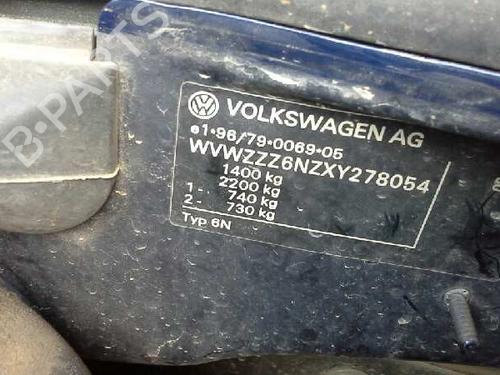 B-PARTS
VOLKSWAGEN AG
e1*96/79*0069*05
WVWZZZ6NZXY278054
1400 kg
2200 kg
1 - 740 kg
2 - 730 kg
Typ 6N